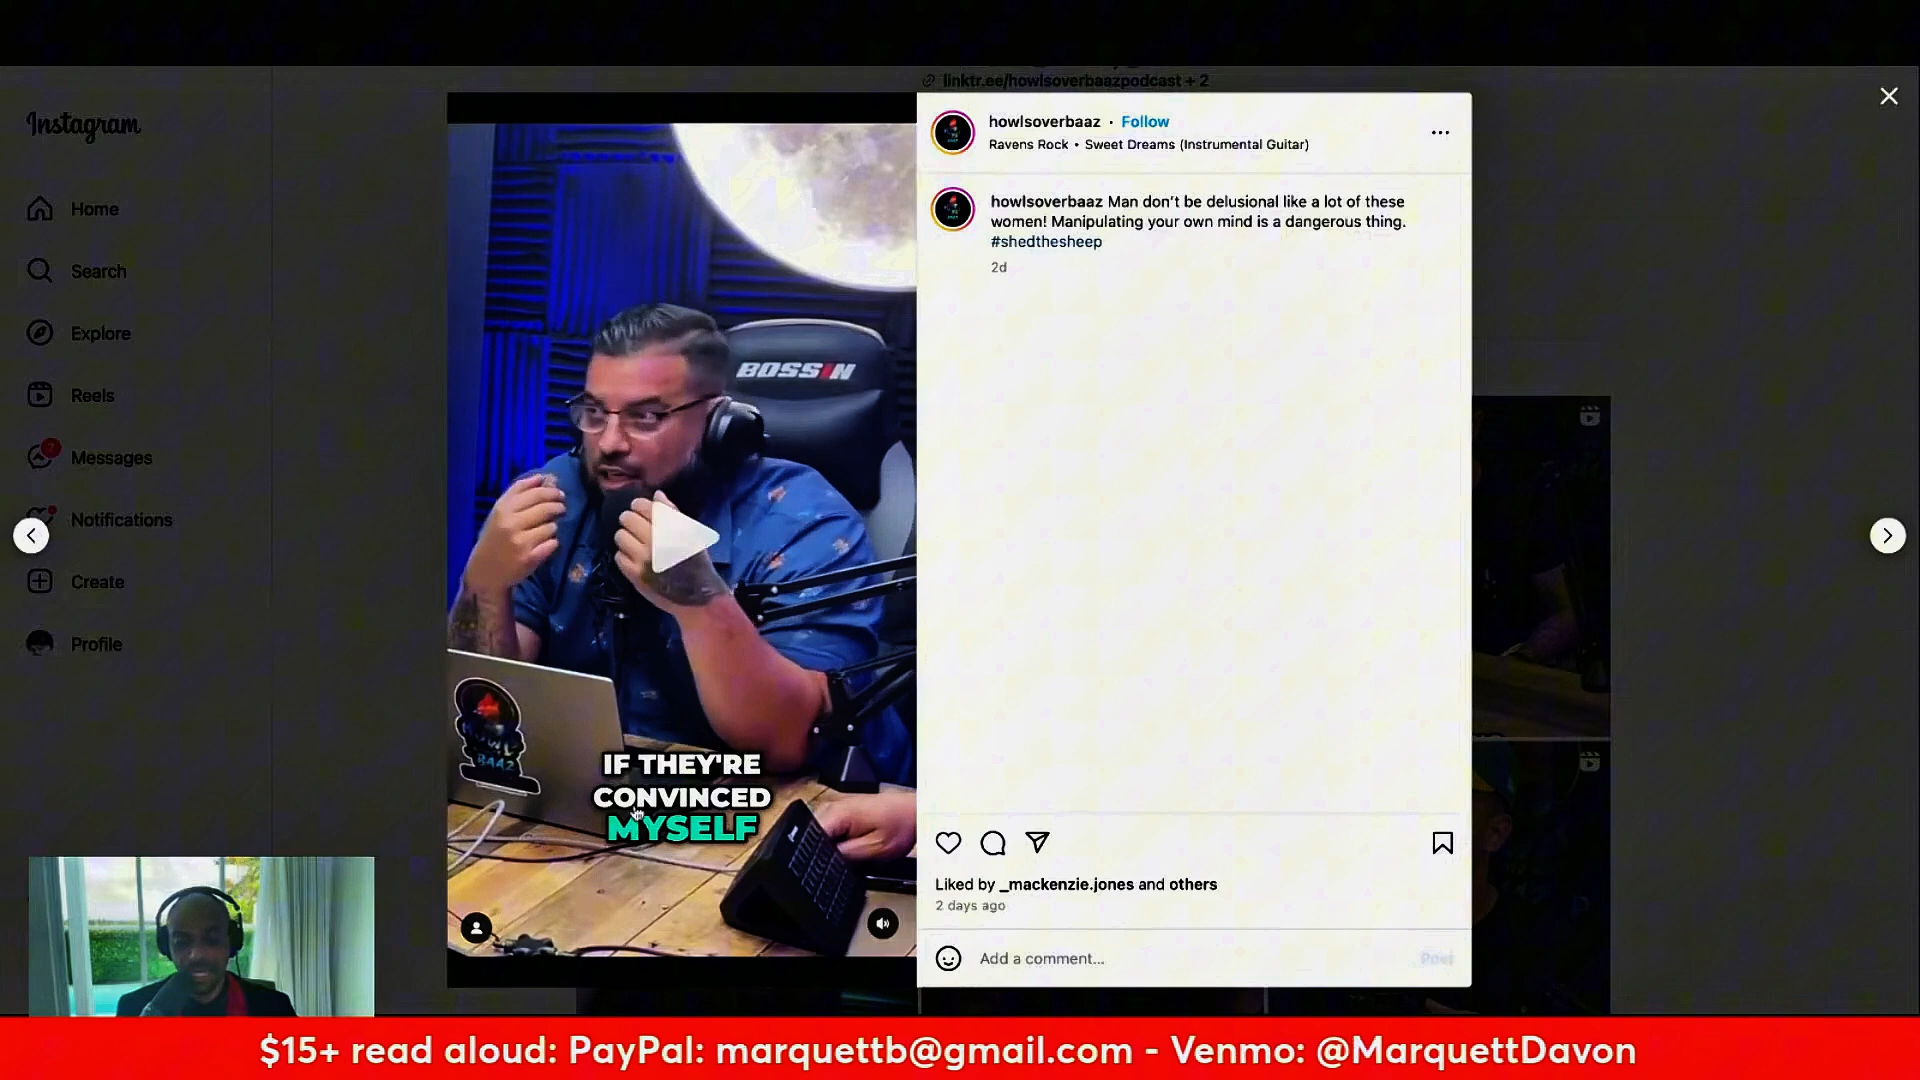 linktr.ee/howlsoverbaazpodcast + 2
Instagram
Home
Search
Explore
Reels
Messages
Notifications
Create
Profile
BOSSIN
BAAZ
IF THEY'RE
CONVINCED
MYSELF
howlsoverbaaz • Follow
Ravens Rock • Sweet Dreams (Instrumental Guitar)
howlsoverbaaz Man don't be delusional like a lot of these
women! Manipulating your own mind is a dangerous thing.
#shedthesheep
2d
Liked by _mackenzie.jones and others
2 days ago
Add a comment...
Post
$15+ read aloud: PayPal: marquettb@gmail.com - Venmo: @MarquettDavon